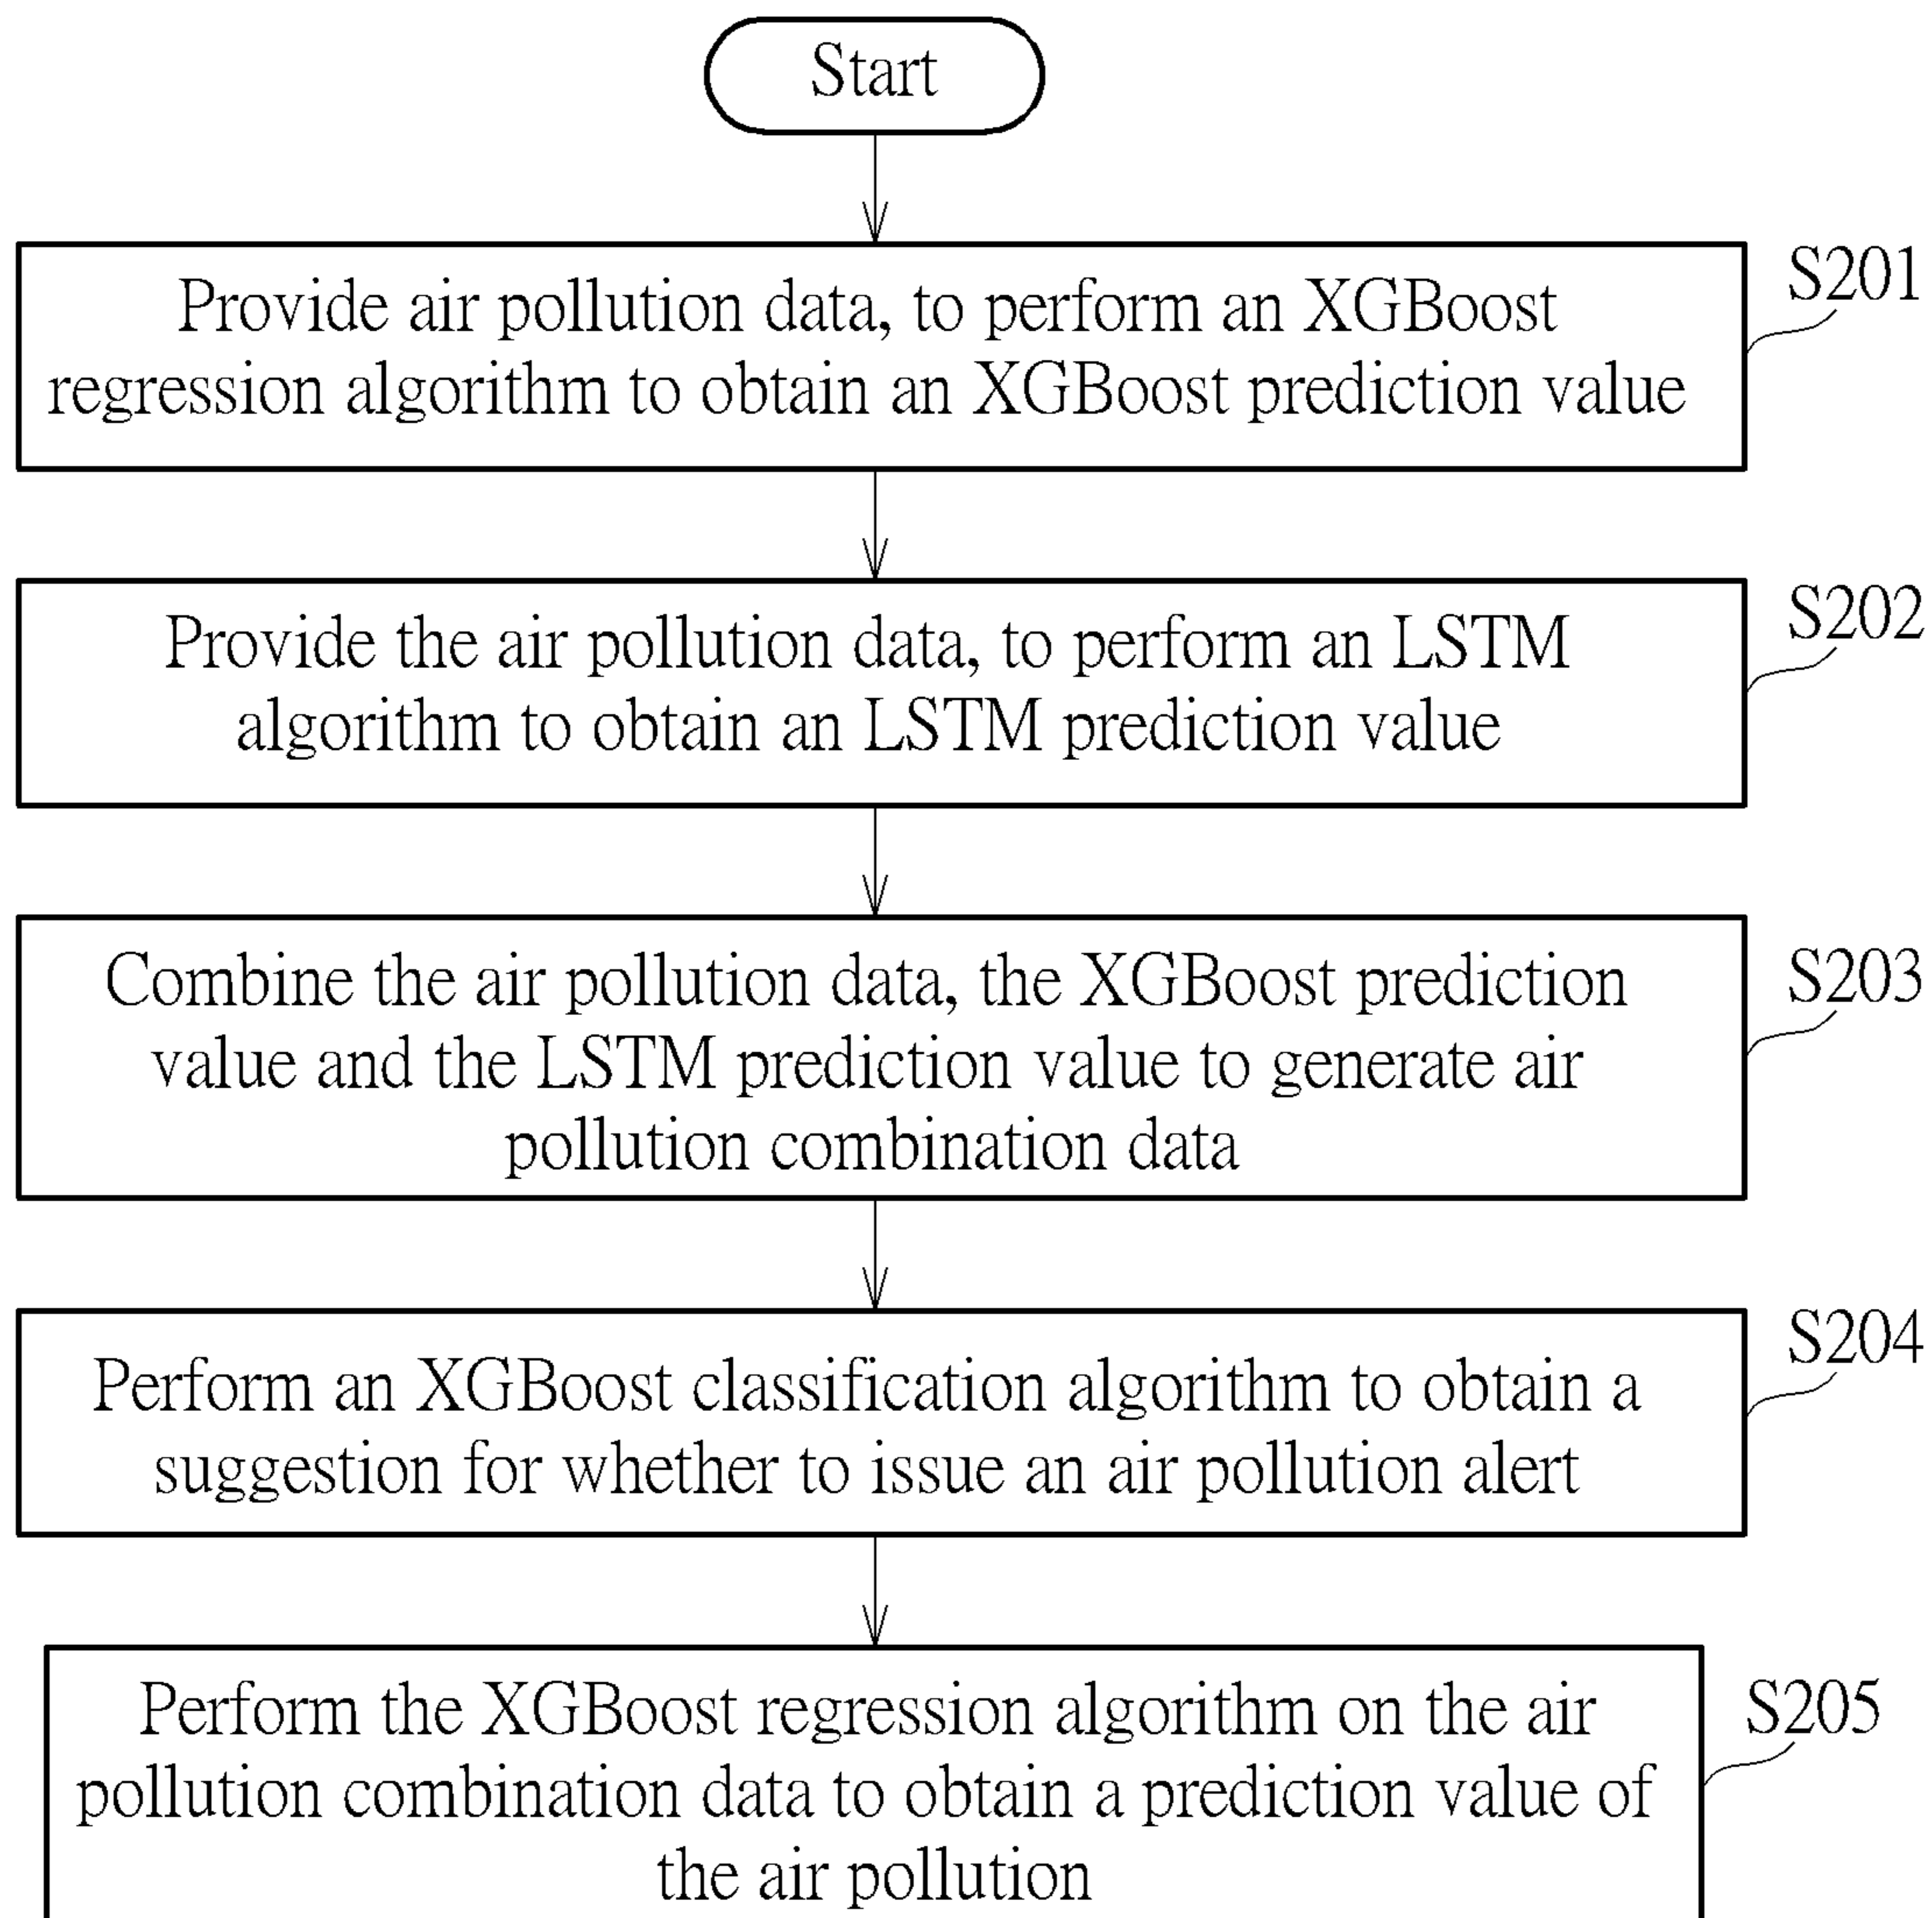 Start
S201
Provide air pollution data, to perform an XGBoost
regression algorithm to obtain an XGBoost prediction value
S202
Provide the air pollution data, to perform an LSTM
algorithm to obtain an LSTM prediction value
S203
Combine the air pollution data, the XGBoost prediction
value and the LSTM prediction value to generate air
pollution combination data
S204
Perform an XGBoost classification algorithm to obtain a
suggestion for whether to issue an air pollution alert
S205
Perform the XGBoost regression algorithm on the air
pollution combination data to obtain a prediction value of
the air pollution